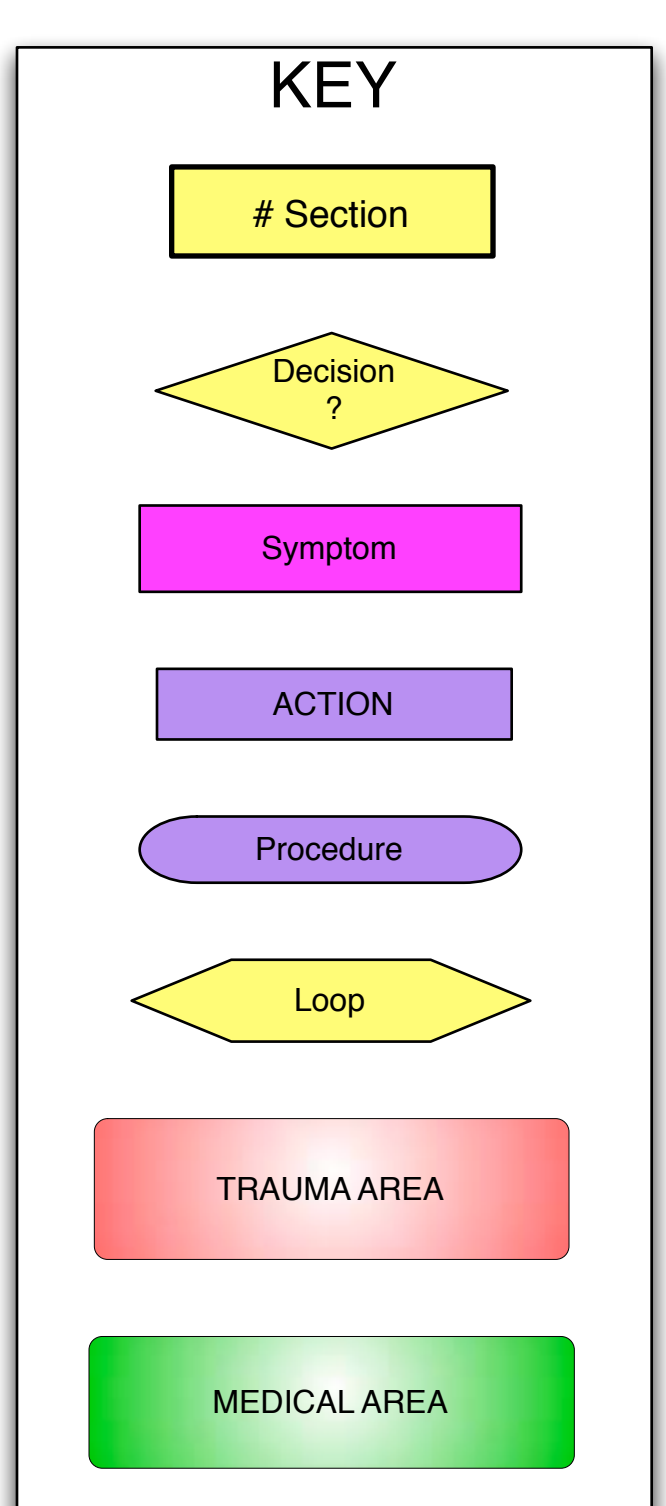 KEY
# Section
Decision
?
Symptom
ACTION
Procedure
Loop
TRAUMA AREA
MEDICAL AREA